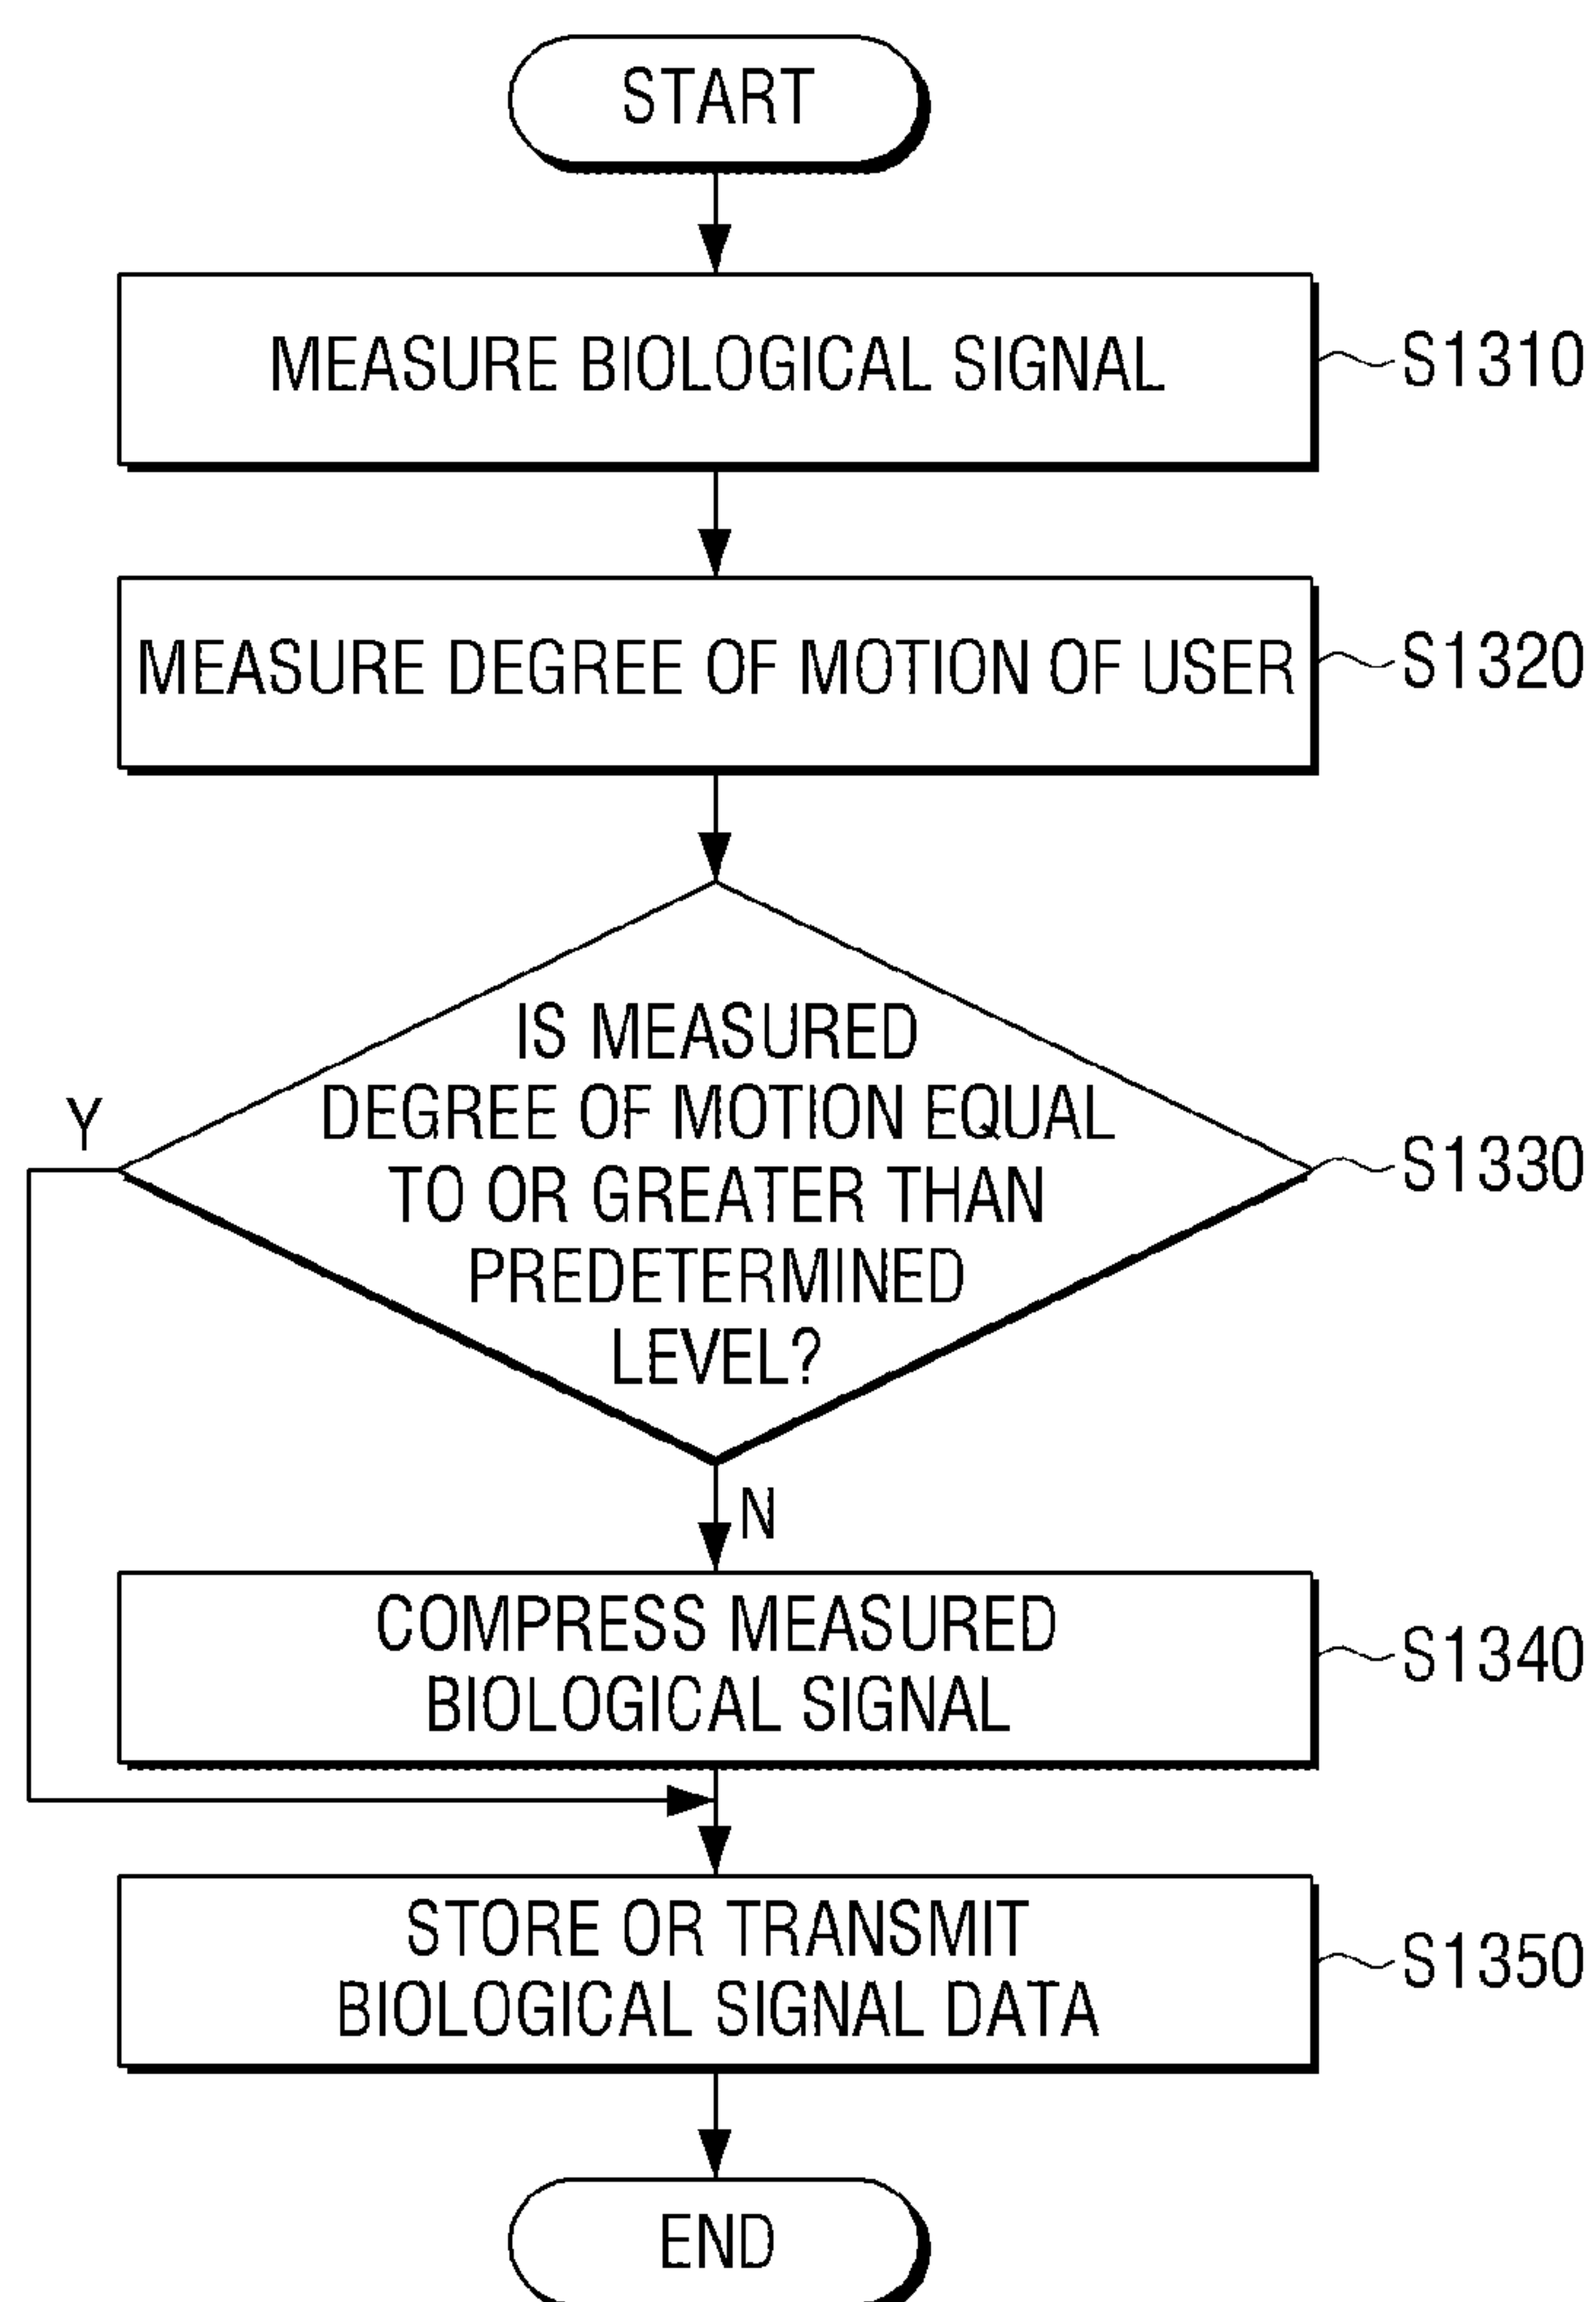 START
MEASURE BIOLOGICAL SIGNAL
S1310
MEASURE DEGREE OF MOTION OF USER
S1320
IS MEASURED
DEGREE OF MOTION EQUAL
TO OR GREATER THAN
PREDETERMINED
LEVEL?
Y
S1330
N
COMPRESS MEASURED
BIOLOGICAL SIGNAL
S1340
STORE OR TRANSMIT
BIOLOGICAL SIGNAL DATA
S1350
END